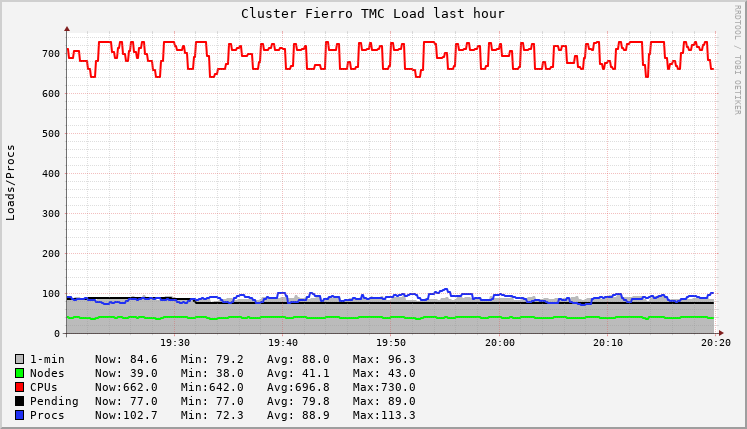 Cluster Fierro TMC Load last hour
RRDTOOL / TOBI OETIKER
Loads/Procs
700
600
500
400
300
200
100
0
19:30 19:40 19:50 20:00 20:10 20:20
1-min Now: 84.6 Min: 79.2 Avg: 88.0 Max: 96.3
Nodes Now: 39.0 Min: 38.0 Avg: 41.1 Max: 43.0
CPUs Now:662.0 Min:642.0 Avg:696.8 Max:730.0
Pending Now: 77.0 Min: 77.0 Avg: 79.8 Max: 89.0
Procs Now:102.7 Min: 72.3 Avg: 88.9 Max:113.3